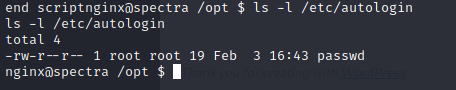 end scriptnginx@spectra /opt $ ls -l /etc/autologin
ls -l /etc/autologin
total 4
-rw-r--r-- 1 root root 19 Feb  3 16:43 passwd
nginx@spectra /opt $